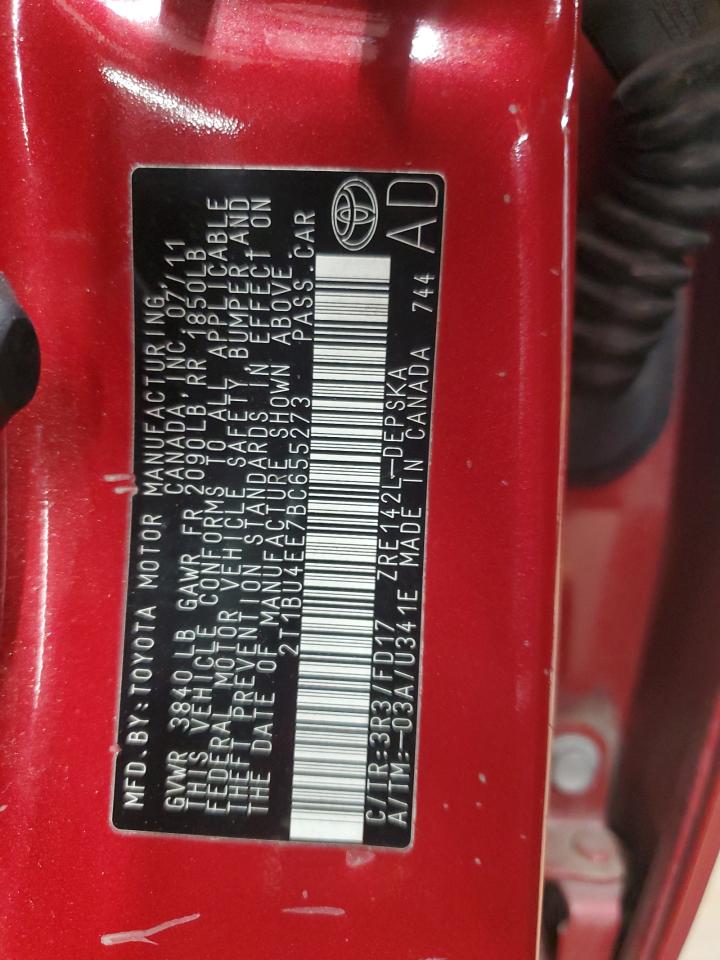 MFD. BY: TOYOTA MOTOR MANUFACTURING,
CANADA, INC. 07/11
GVWR 3840 LB GAWR FR 2090LB RR 1850LB
THIS VEHICLE CONFORMS TO ALL APPLICABLE
FEDERAL MOTOR VEHICLE SAFETY, BUMPER, AND
THEFT PREVENTION STANDARDS IN EFFECT ON
THE DATE OF MANUFACTURE SHOWN ABOVE.
2T1BU4EE7BC655273 PASS. CAR
C/TR:3R3/FD17 ZRE142L-DEPSKA
A/TM:-03A/U341E MADE IN CANADA 744 AD